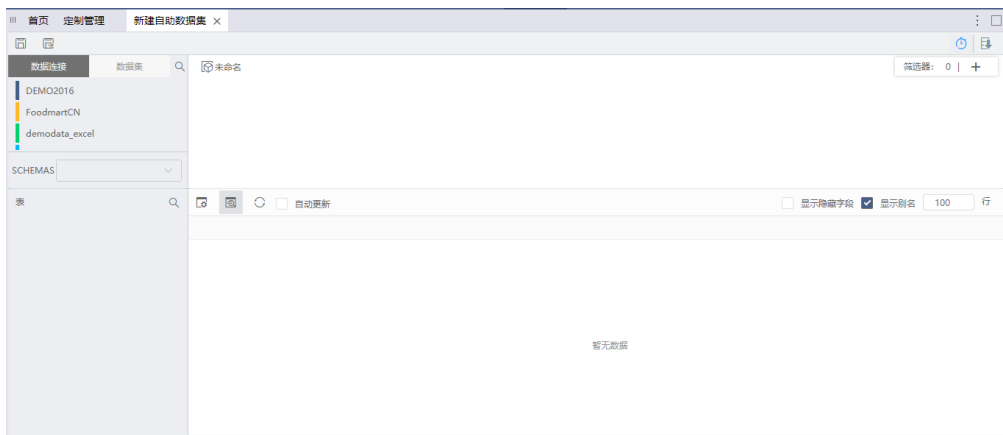 首页 定制管理 新建自动数据集
数据连接 数据集 未命名 筛选器: 0
DEMO2016
FoodmartCN
demodata_excel
SCHEMAS
表 自动更新 显示隐藏字段 显示别名 100 行
暂无数据